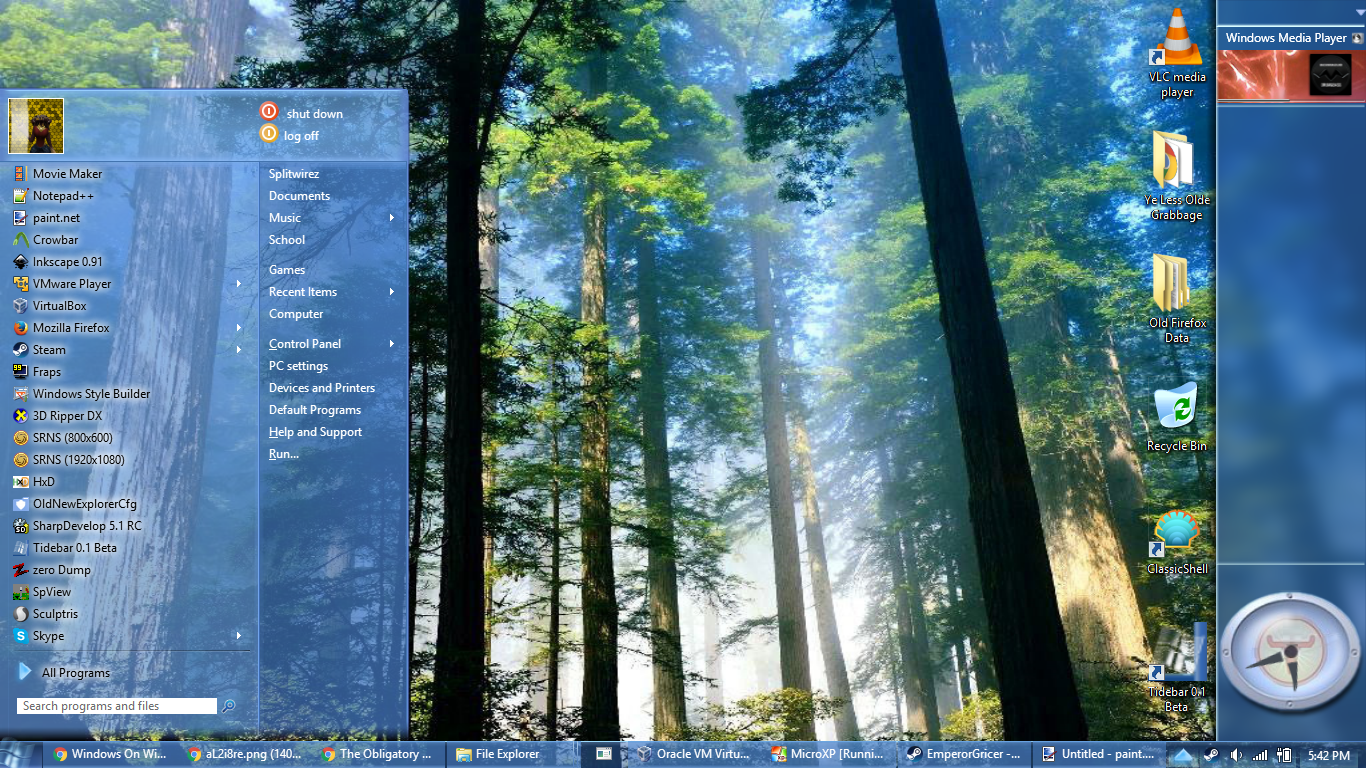 shut down
log off
Movie Maker
Notepad++
paint.net
Crowbar
Inkscape 0.91
VMware Player
VirtualBox
Mozilla Firefox
Steam
Fraps
Windows Style Builder
3D Ripper DX
SRNS (800x600)
SRNS (1920x1080)
HxD
OldNewExplorerCfg
SharpDevelop 5.1 RC
Tidebar 0.1 Beta
zero Dump
SpView
Sculptris
Skype
All Programs
Search programs and files
Splitwirez
Documents
Music
School
Games
Recent Items
Computer
Control Panel
PC settings
Devices and Printers
Default Programs
Help and Support
Run...
VLC media
player
Ye Less Olde
Grabbage
Old Firefox
Data
Recycle Bin
ClassicShell
Tidebar 0.1
Beta
Windows Media Player
Windows On Wi...
aL2i8re.png (140...
The Obligatory ...
File Explorer
Oracle VM Virtu...
MicroXP [Runni...
EmperorGricer -...
Untitled - paint....
5:42 PM